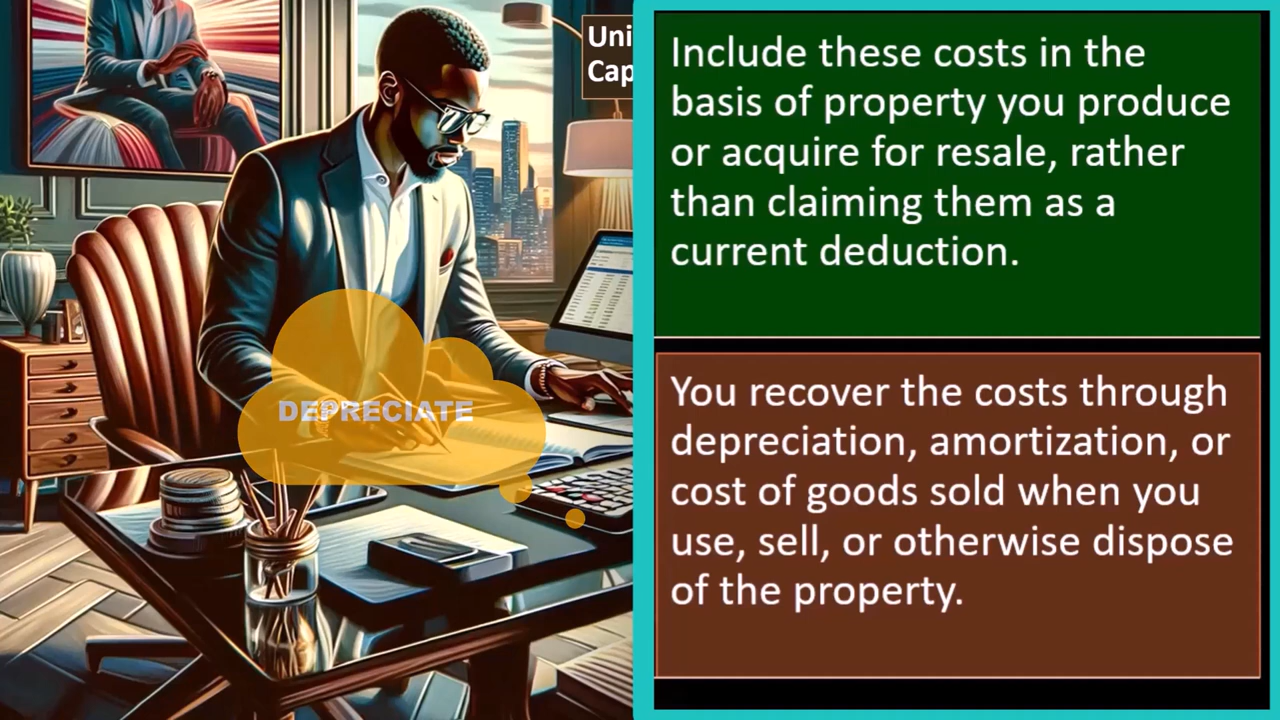 Uni
Cap
DEPRECIATE
Include these costs in the
basis of property you produce
or acquire for resale, rather
than claiming them as a
current deduction.
You recover the costs through
depreciation, amortization, or
cost of goods sold when you
use, sell, or otherwise dispose
of the property.